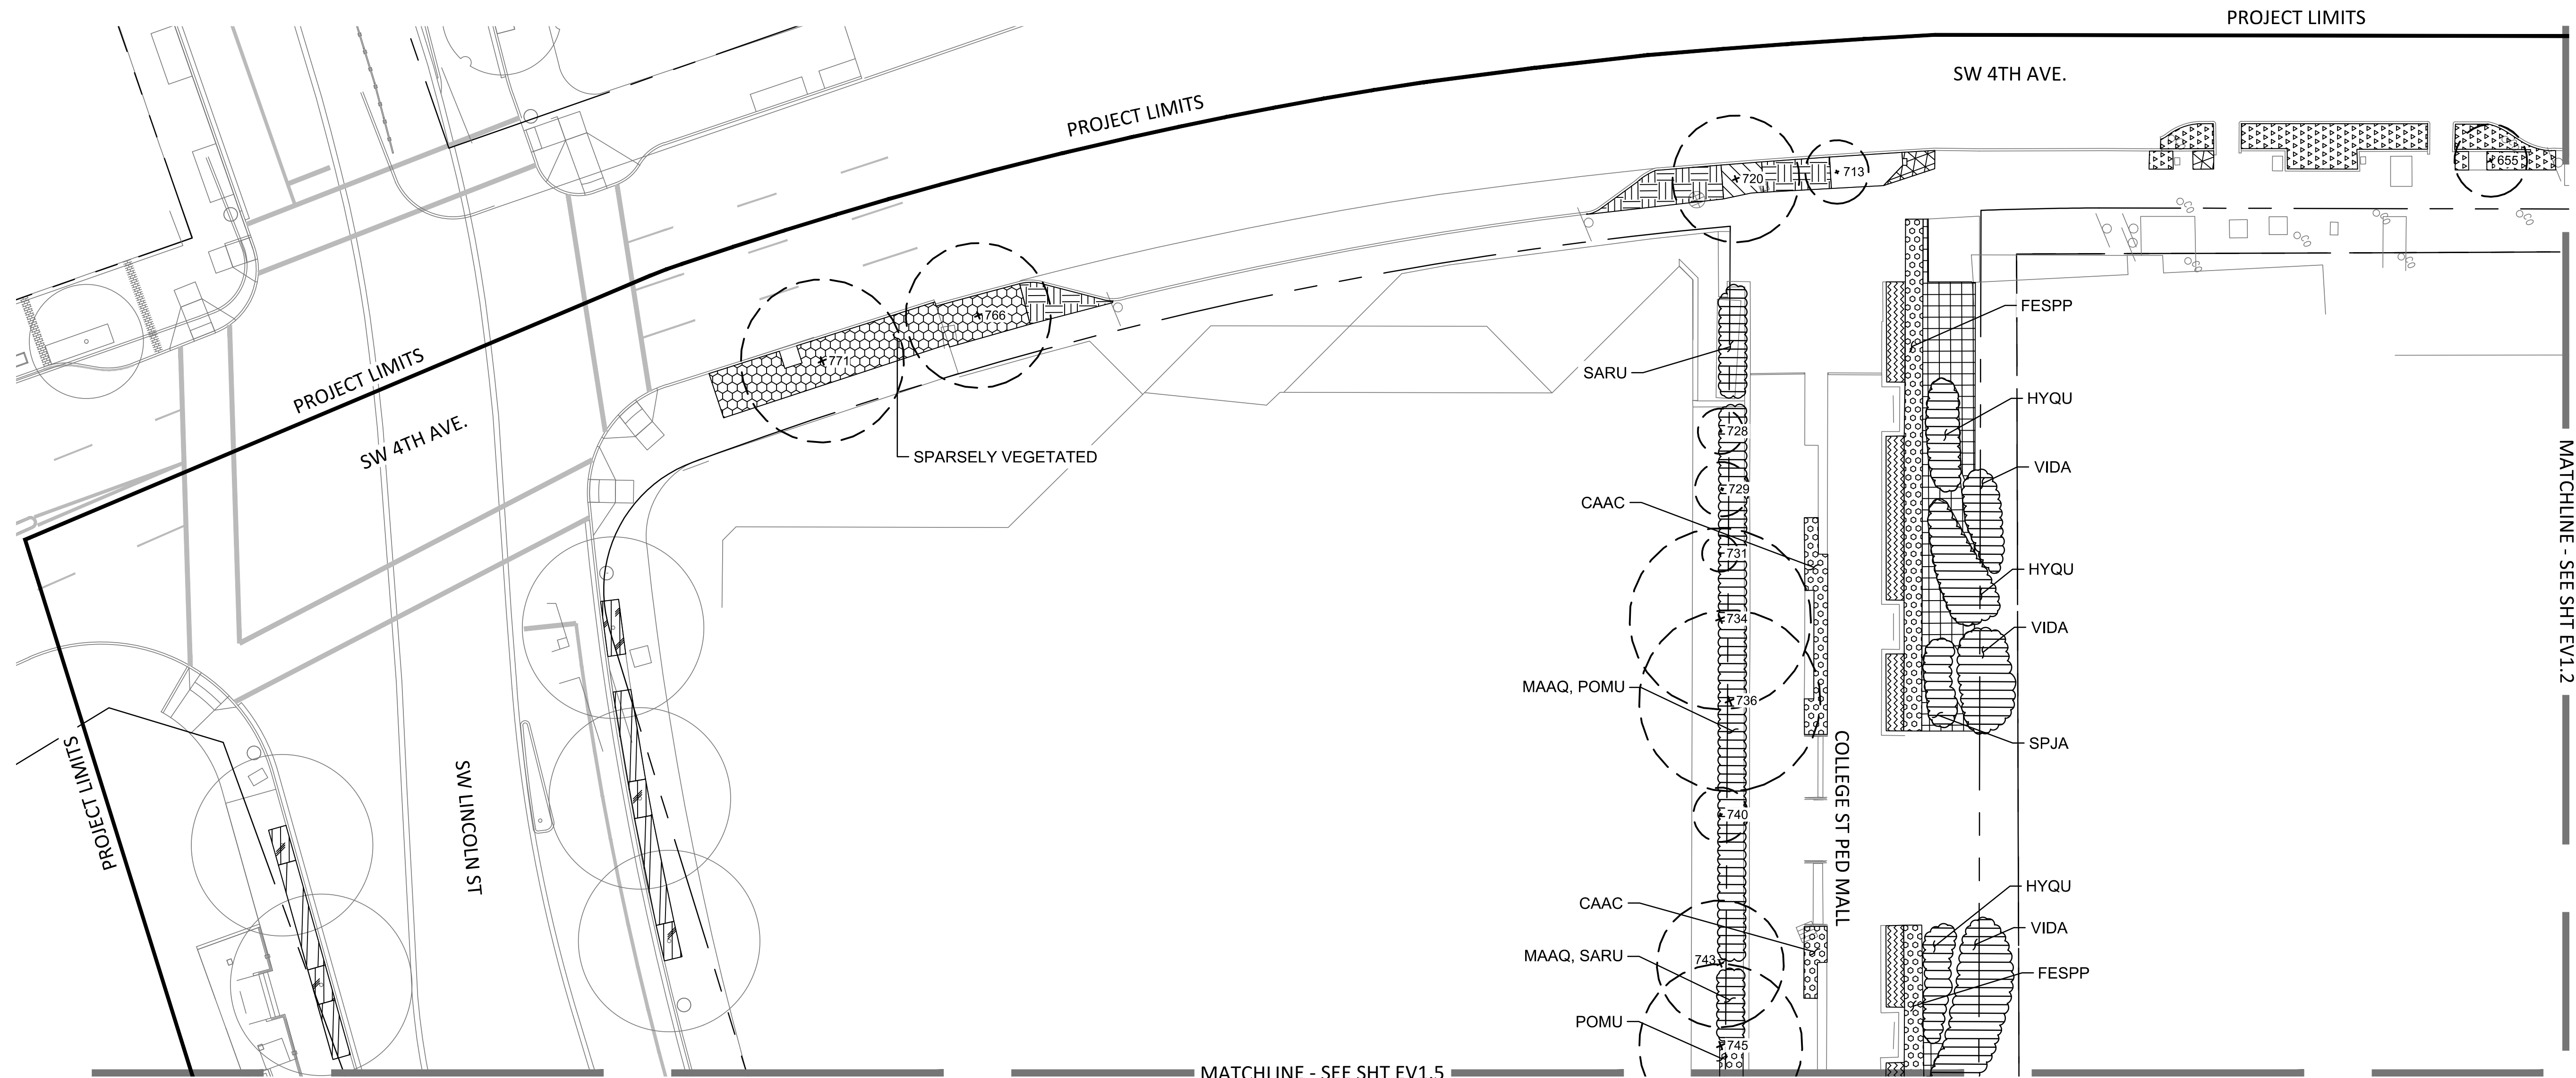 PROJECT LIMITS
SW 4TH AVE.
PROJECT LIMITS
655
720
713
766
771
FESPP
PROJECT LIMITS
SARU
HYQU
SW 4TH AVE.
728
SPARSELY VEGETATED
VIDA
729
CAAC
731
HYQU
MATCHLINE - SEE SHT EV1.2
734
VIDA
MAAQ, POMU
736
SPJA
PROJECT LIMITS
SW LINCOLN ST
740
COLLEGE ST PED MALL
HYQU
CAAC
VIDA
MAAQ, SARU
743
FESPP
POMU
745
MATCHLINE - SEE SHT EV1.5